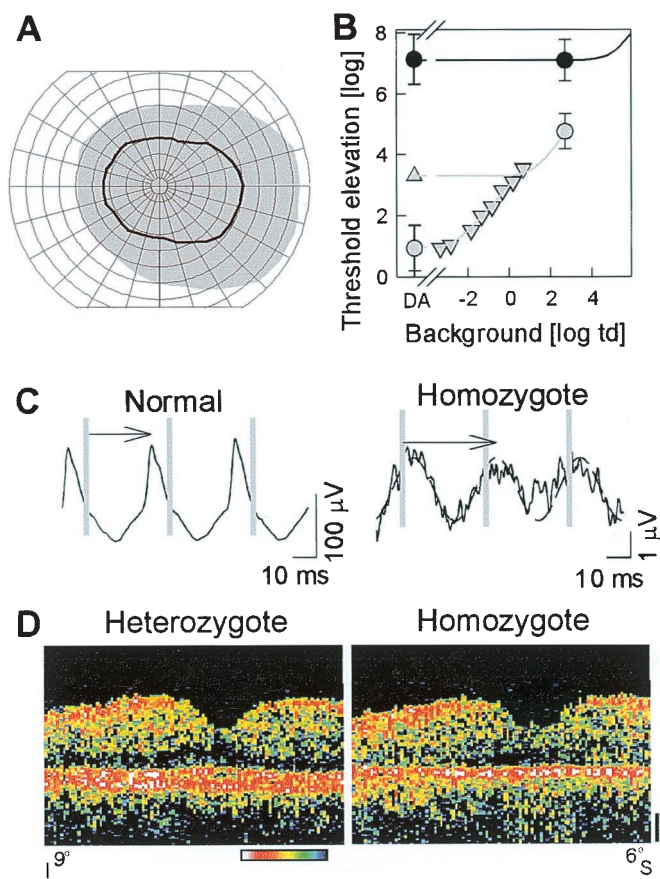 A
B
Threshold elevation [log]
8
6
4
2
0
DA
-2
0
2
4
Background [log td]
C
Normal
Homozygote
100 µV
10 ms
1 µV
10 ms
D
Heterozygote
Homozygote
I
9°
6°
S